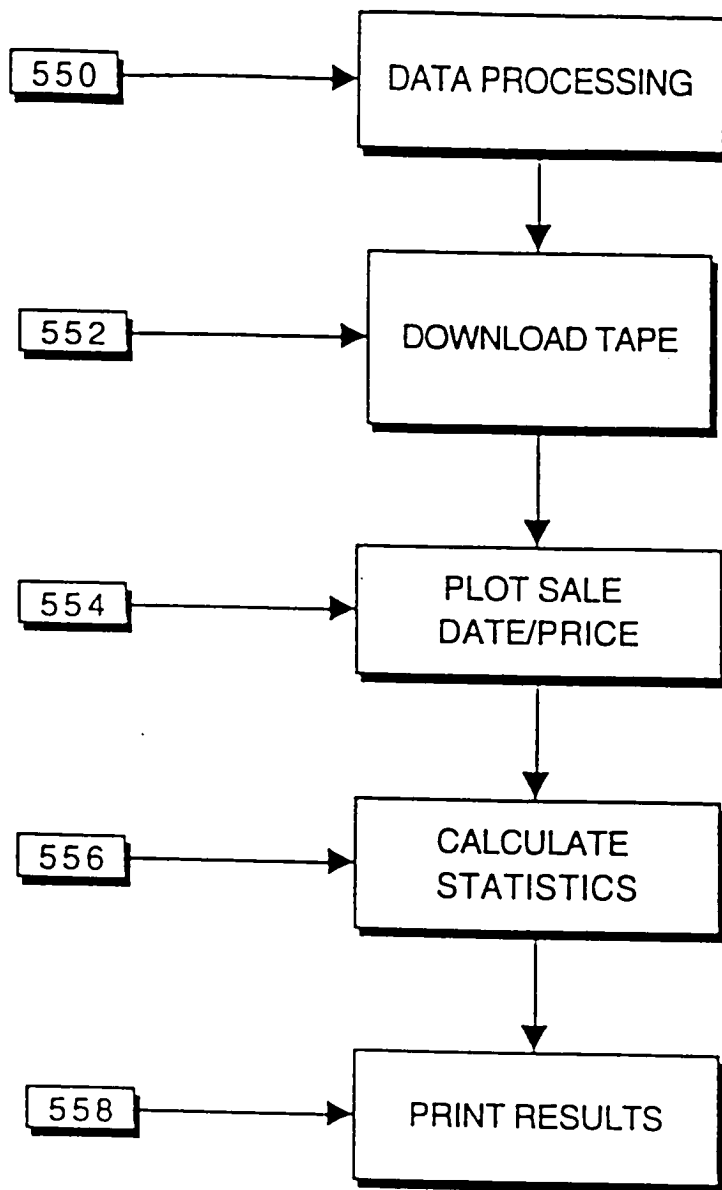 550
DATA PROCESSING
552
DOWNLOAD TAPE
554
PLOT SALE
DATE/PRICE
556
CALCULATE
STATISTICS
558
PRINT RESULTS